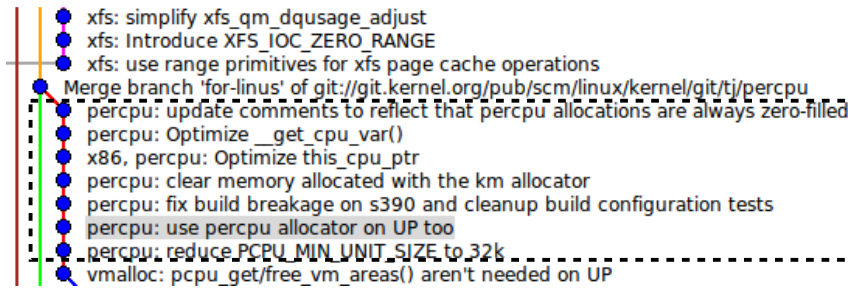 xfs: simplify xfs_qm_dqusage_adjust
xfs: Introduce XFS_IOC_ZERO_RANGE
xfs: use range primitives for xfs page cache operations
Merge branch 'for-linus' of git://git.kernel.org/pub/scm/linux/kernel/git/tj/percpu
percpu: update comments to reflect that percpu allocations are always zero-filled
percpu: Optimize __get_cpu_var()
x86, percpu: Optimize this_cpu_ptr
percpu: clear memory allocated with the km allocator
percpu: fix build breakage on s390 and cleanup build configuration tests
percpu: use percpu allocator on UP too
percpu: reduce PCPU_MIN_UNIT_SIZE to 32k
vmalloc: pcpu_get/free_vm_areas() aren't needed on UP